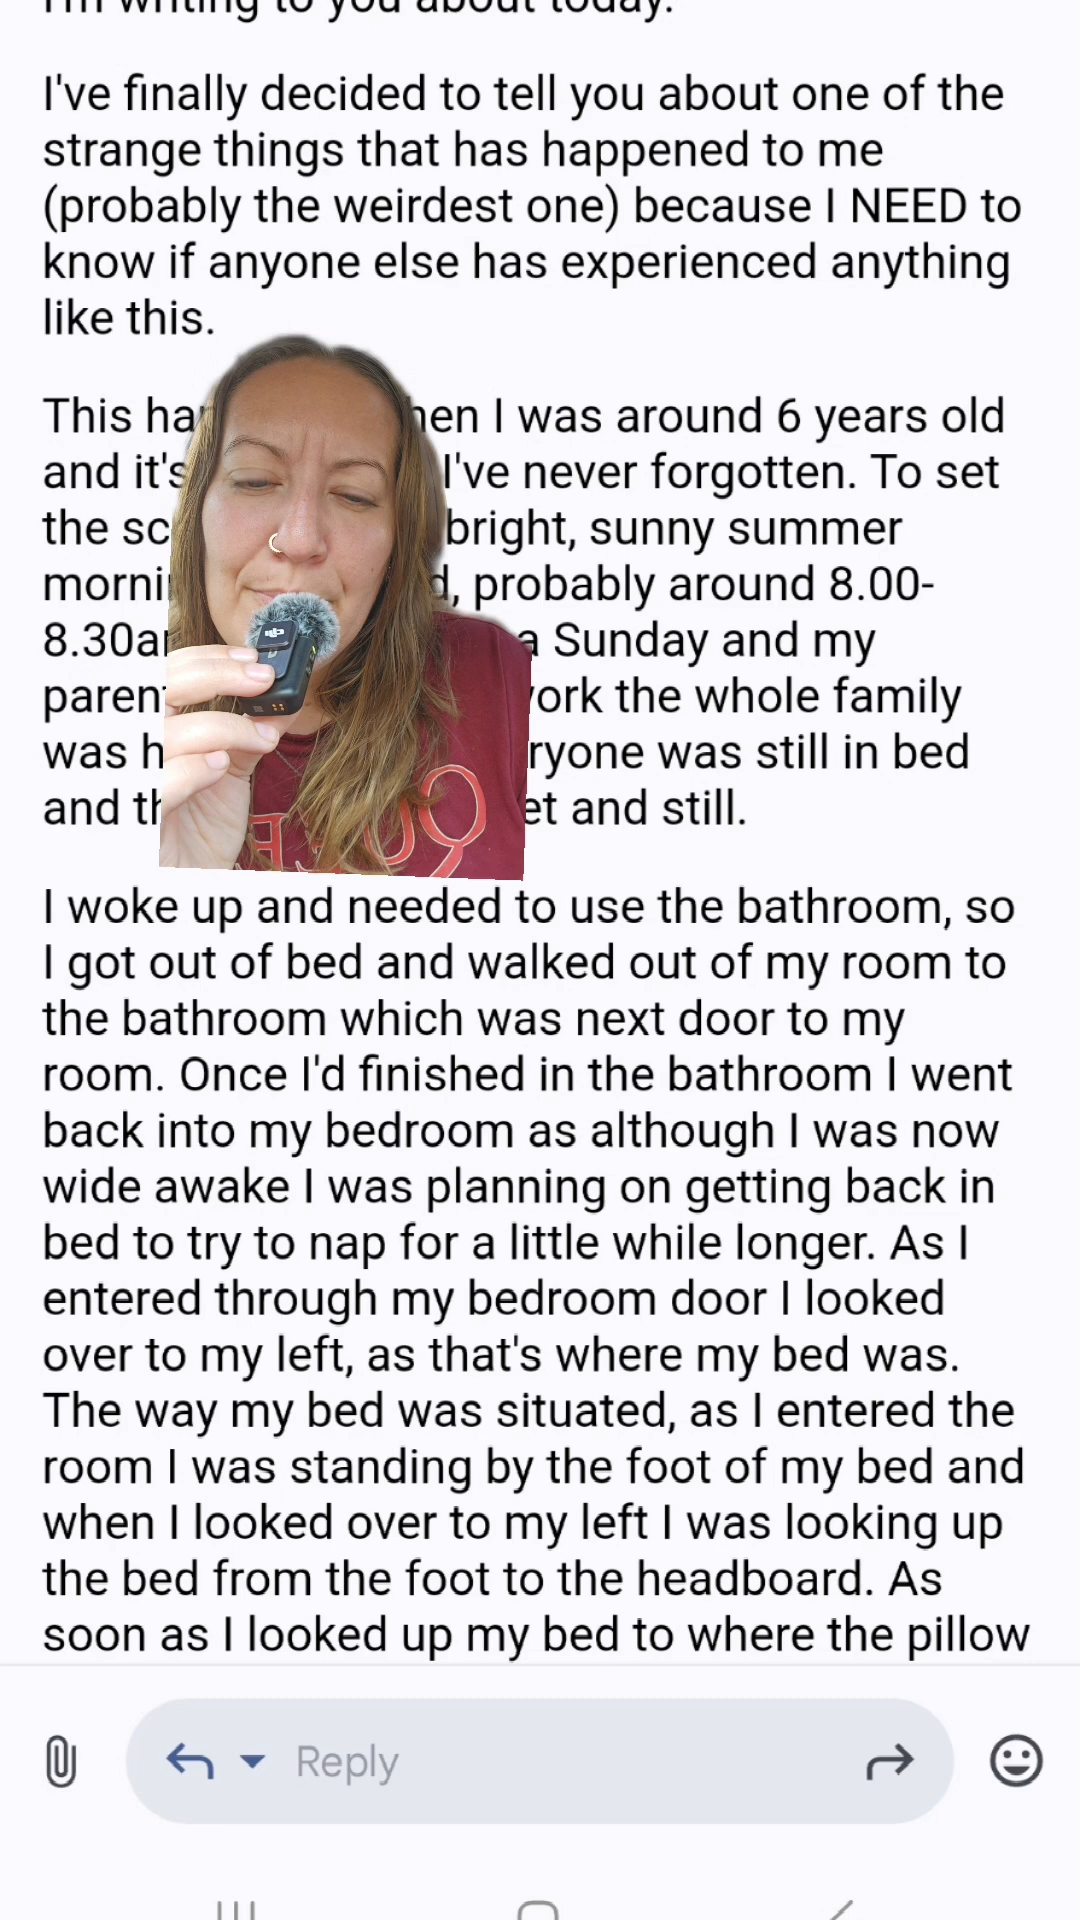 I'm writing to you about today.
I've finally decided to tell you about one of the
strange things that has happened to me
(probably the weirdest one) because I NEED to
know if anyone else has experienced anything
like this.
This hen I was around 6 years old
and it's I've never forgotten. To set
the bright, sunny summer
probably around 8.00-
a Sunday and my
the whole family
was was still in bed
and and still.
I woke up and needed to use the bathroom, so
I got out of bed and walked out of my room to
the bathroom which was next door to my
room. Once I'd finished in the bathroom I went
back into my bedroom as although I was now
wide awake I was planning on getting back in
bed to try to nap for a little while longer. As I
entered through my bedroom door I looked
over to my left, as that's where my bed was.
The way my bed was situated, as I entered the
room I was standing by the foot of my bed and
when I looked over to my left I was looking up
the bed from the foot to the headboard. As
soon as I looked up my bed to where the pillow
Reply